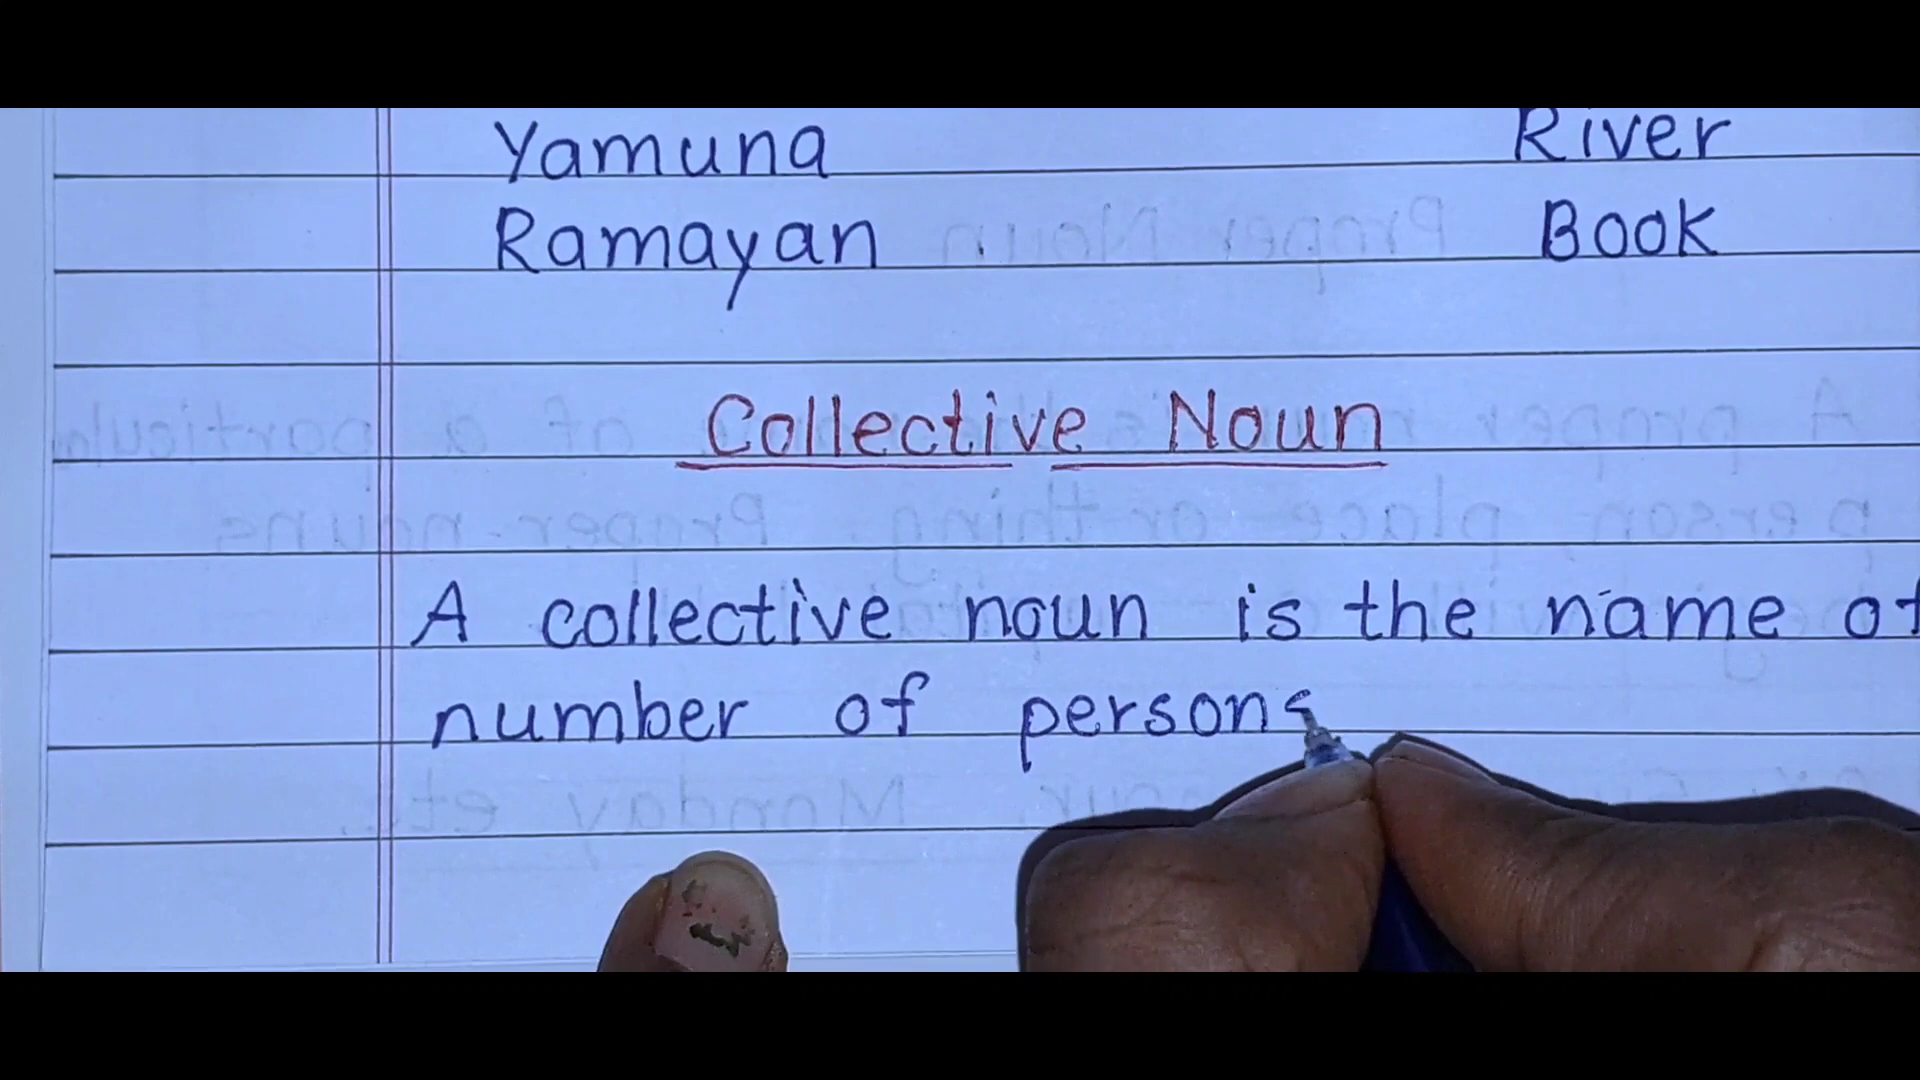 Yamuna River
Ramayan Book
Collective Noun
A collective noun is the name of
number of persons